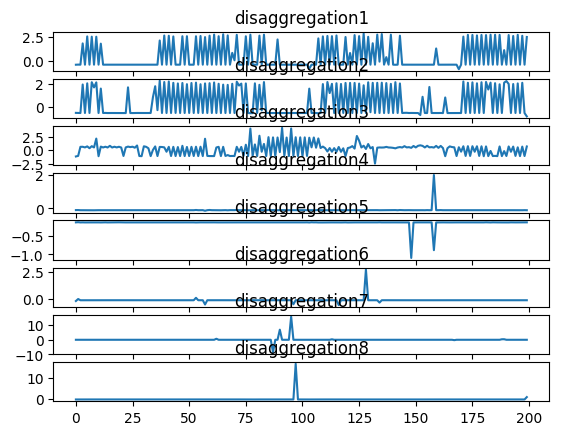 disaggregation1
2.5
0.0
disaggregation2
2
0
disaggregation3
2.5
0.0
−2.5
disaggregation4
2
0
disaggregation5
−0.5
−1.0
disaggregation6
2.5
0.0
disaggregation7
10
0
−10
disaggregation8
10
0
0 25 50 75 100 125 150 175 200